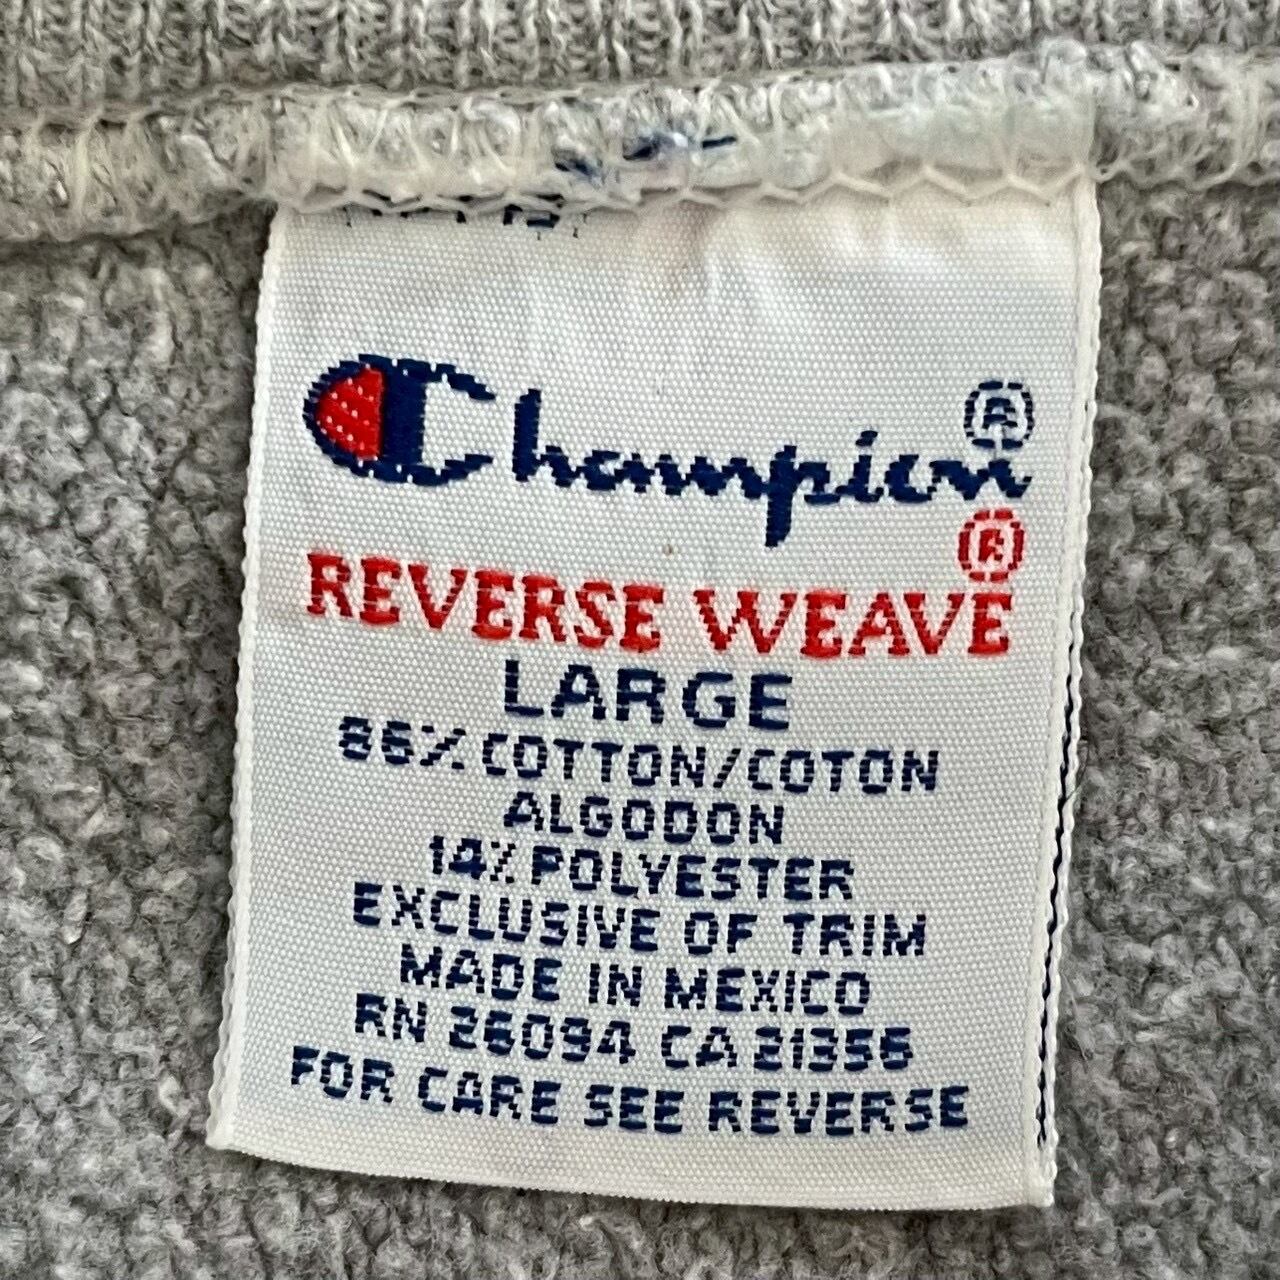 Champion®
REVERSE WEAVE®
LARGE
86% COTTON/COTON
ALGODON
14% POLYESTER
EXCLUSIVE OF TRIM
MADE IN MEXICO
RN 26094 CA 21356
FOR CARE SEE REVERSE